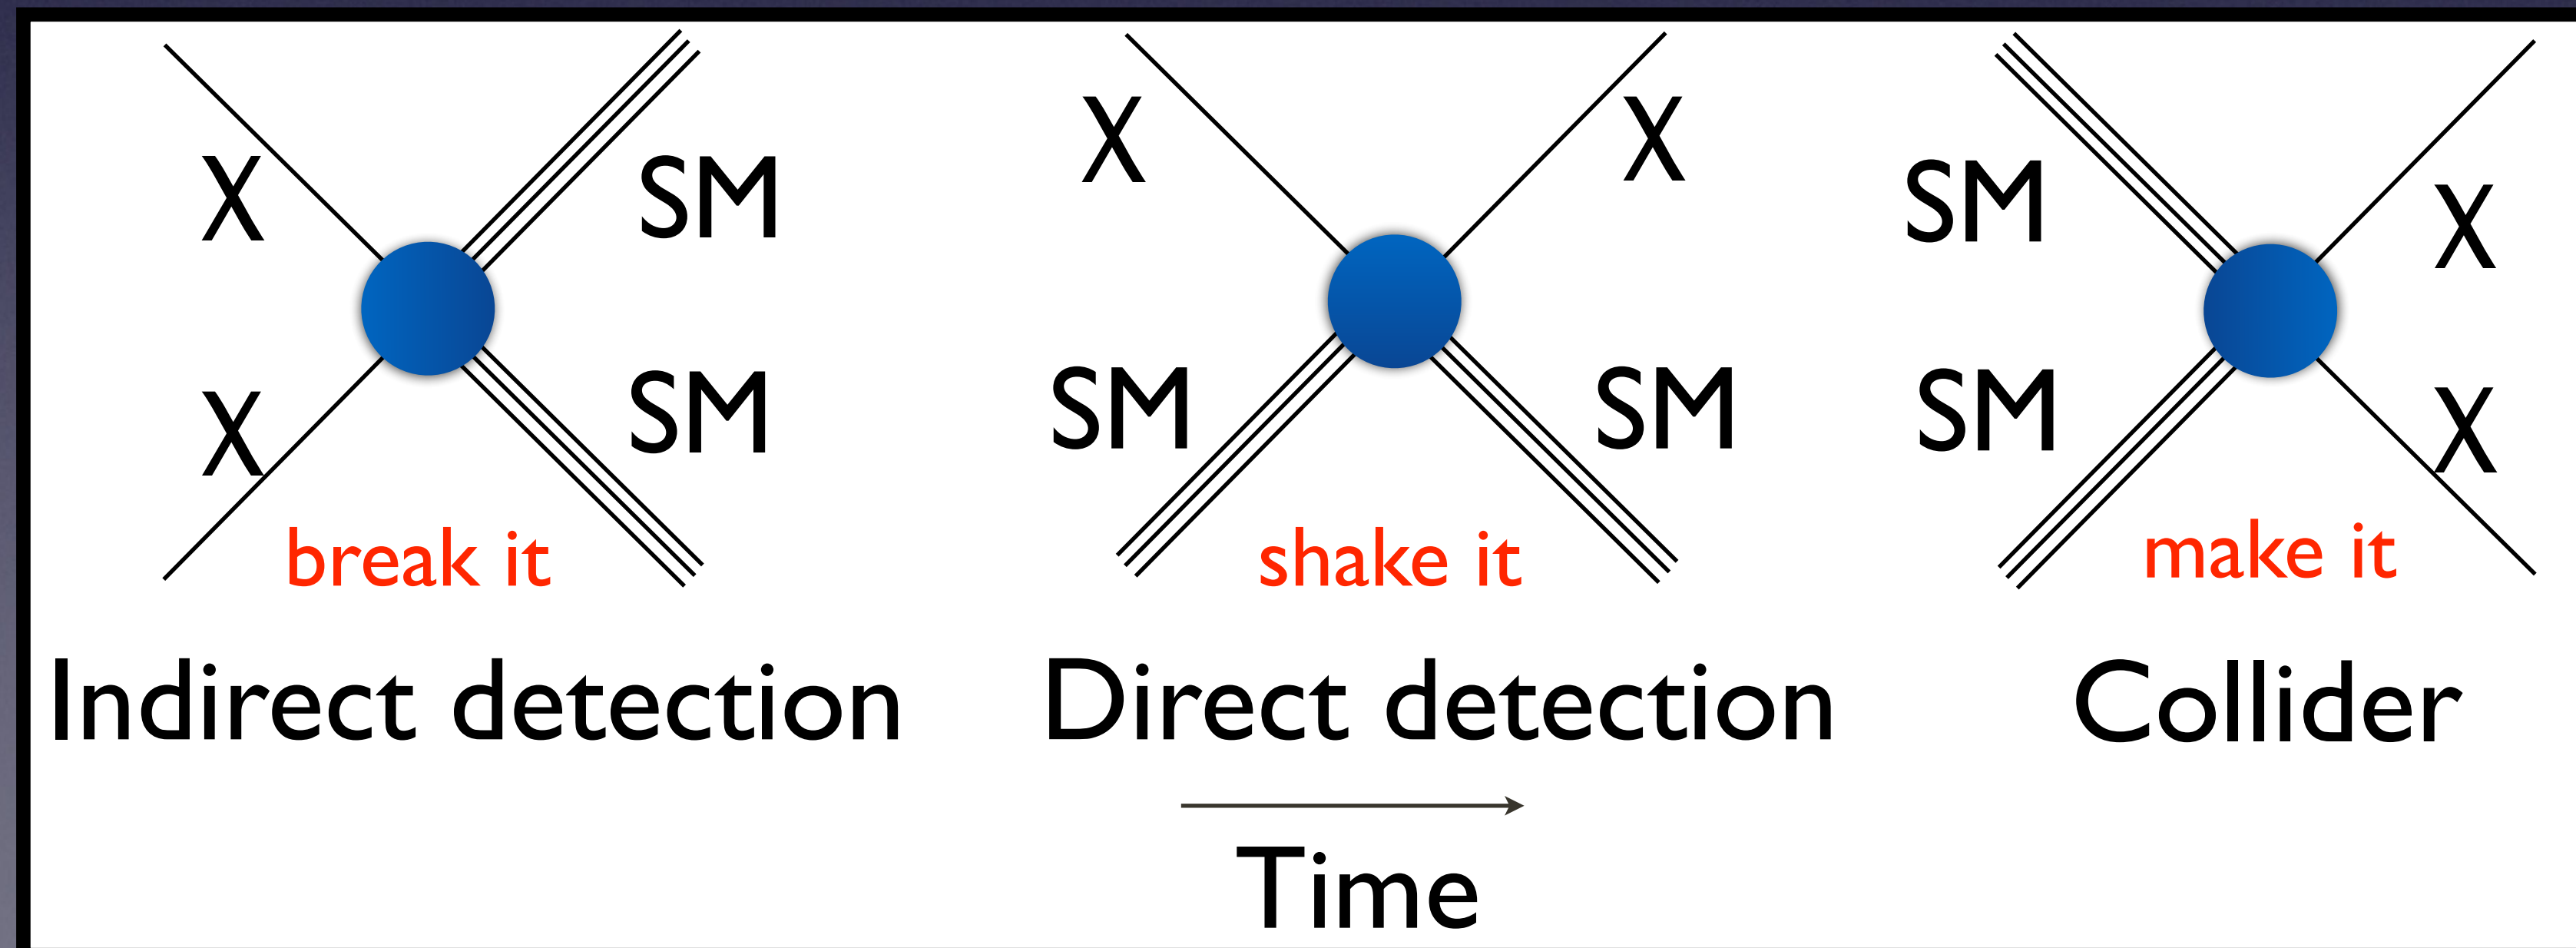 X
SM
X
SM
break it
Indirect detection
X
X
SM
SM
shake it
Direct detection
SM
X
SM
X
make it
Collider
Time